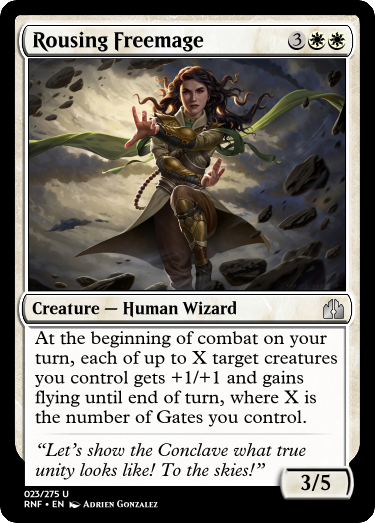 Rousing Freemage 3
Creature — Human Wizard
At the beginning of combat on your
turn, each of up to X target creatures
you control gets +1/+1 and gains
flying until end of turn, where X is
the number of Gates you control.
“Let’s show the Conclave what true
unity looks like! To the skies!”
3/5
023/275 U
RNF • EN Adrien Gonzalez